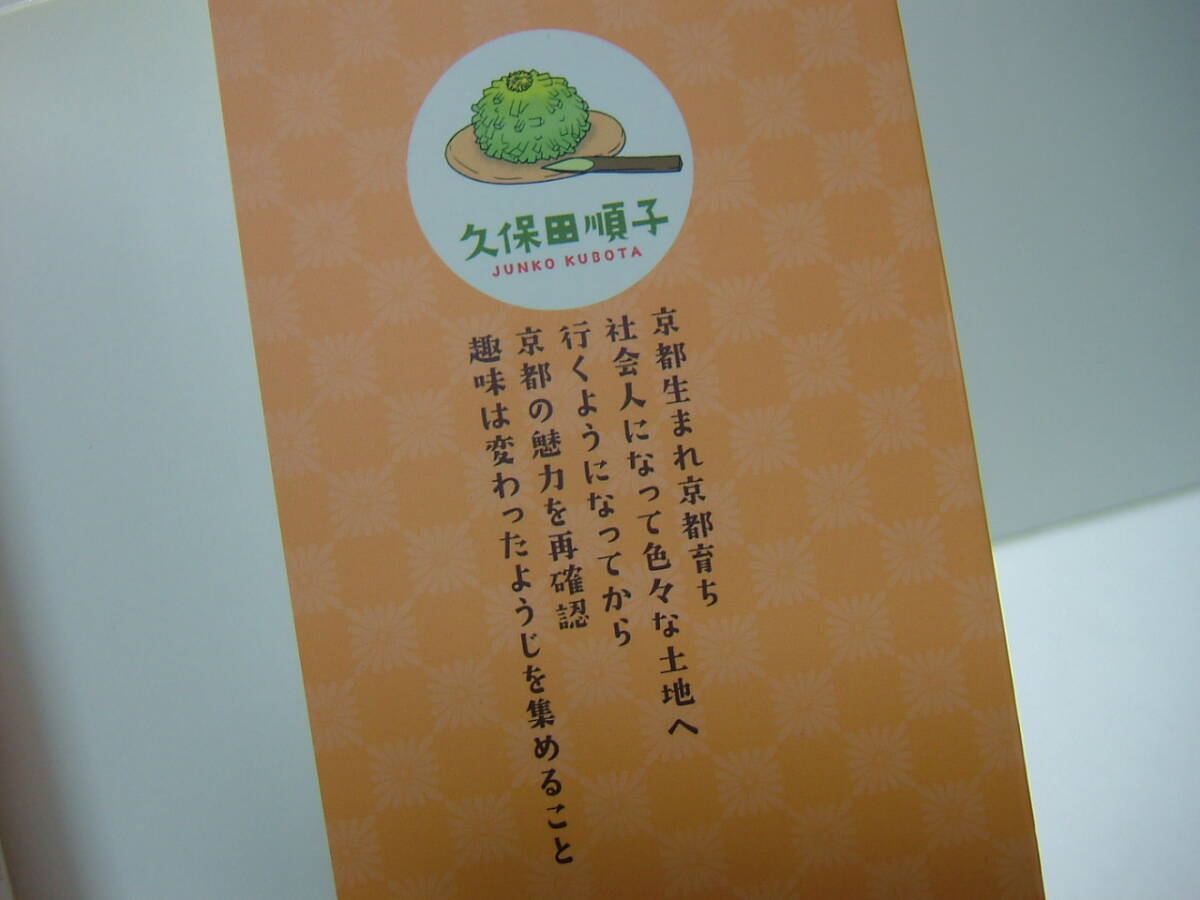 久保田順子
JUNKO KUBOTA
京都生まれ京都育ち
社会人になって色々な土地へ
行くようになってから
京都の魅力を再確認
趣味は変わったようじを集めること